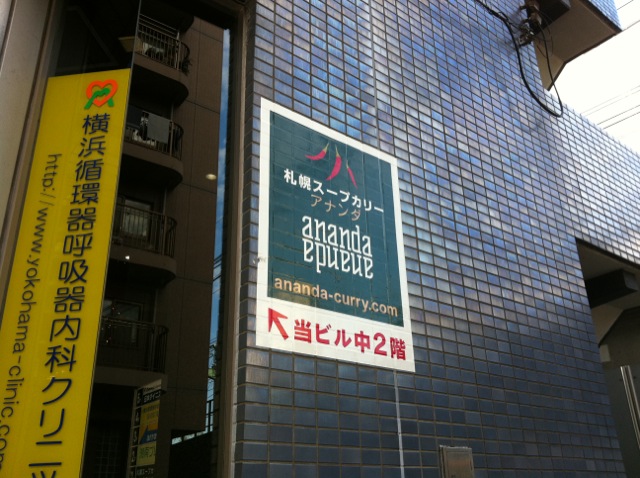 横浜循環器呼吸器内科クリニッ
http://www.yokohama-clinic.com
札幌スープカリー
アナンダ
ananda
ananda
ananda-curry.com
当ビル中2階